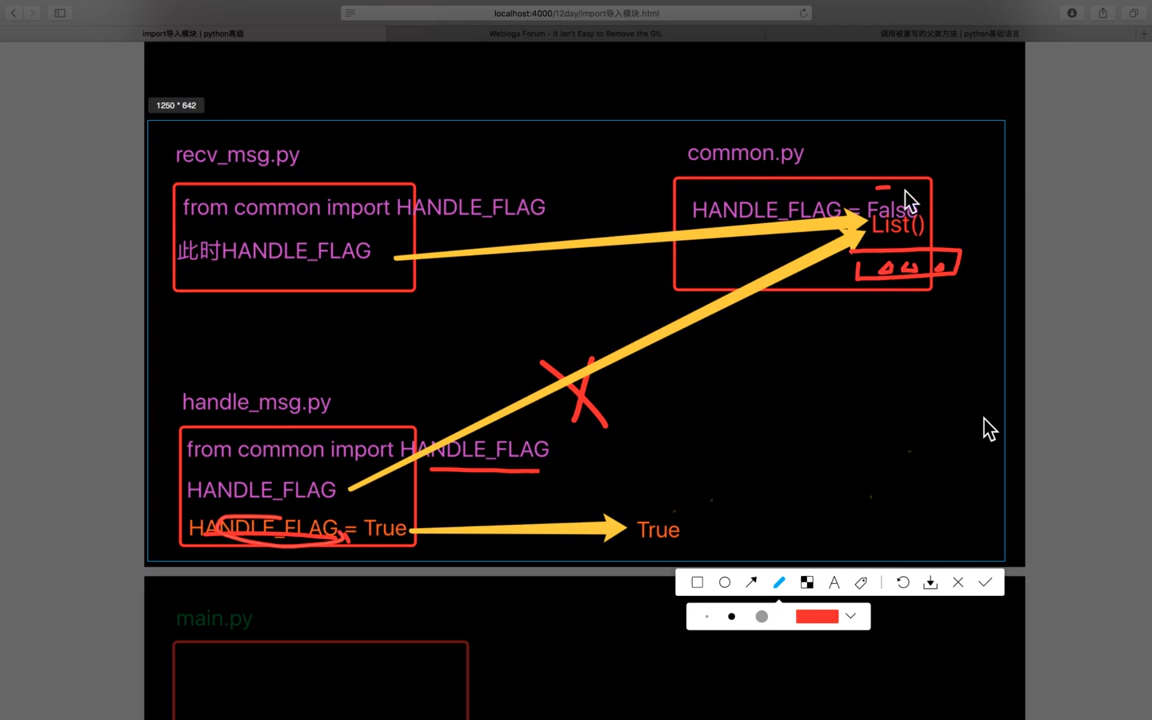 localhost:4000/12day/import导入模块.html
import导入模块 | python高级
Weblogs Forum - It isn't Easy to Remove the GIL
调用被重写的父类方法 | python基础语言
1250 * 642
recv_msg.py
from common import HANDLE_FLAG
此时HANDLE_FLAG
common.py
HANDLE_FLAG = False
List()
handle_msg.py
from common import HANDLE_FLAG
HANDLE_FLAG
HANDLE_FLAG = True
True
A
main.py